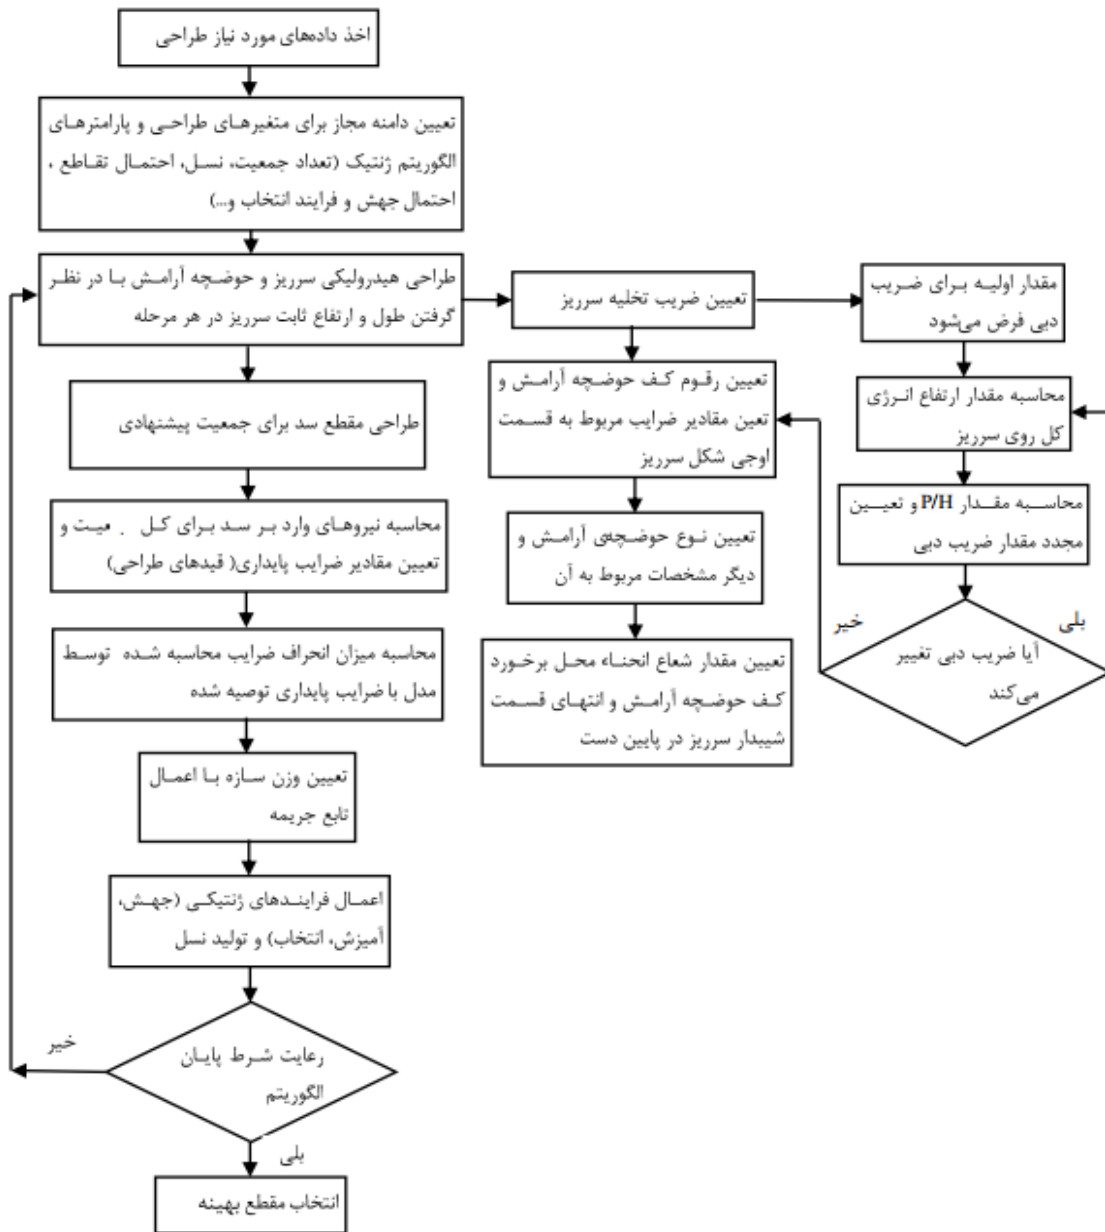 اخذ داده‌های مورد نیاز طراحی
تعیین دامنه مجاز برای متغیرهای طراحی و پارامترهای
الگوریتم ژنتیک (تعداد جمعیت، نسل، احتمال تقاطع ،
احتمال جهش و فرایند انتخاب و...)
طراحی هیدرولیکی سرریز و حوضچه آرامش با در نظر
گرفتن طول و ارتفاع ثابت سرریز در هر مرحله
طراحی مقطع سد برای جمعیت پیشنهادی
محاسبه نیروهای وارد بر سد برای کل معیت و
تعیین مقادیر ضرایب پایداری( قیدهای طراحی)
محاسبه میزان انحراف ضرایب محاسبه شده توسط
مدل با ضرایب پایداری توصیه شده
تعیین وزن سازه با اعمال
تابع جریمه
اعمال فرایندهای ژنتیکی (جهش،
آمیزش، انتخاب) و تولید نسل
رعایت شرط پایان
الگوریتم
خیر
بلی
انتخاب مقطع بهینه
تعیین ضریب تخلیه سرریز
تعیین رقوم کف حوضچه آرامش و
تعین مقادیر ضرایب مربوط به قسمت
اوجی شکل سرریز
تعیین نوع حوضچه‌ی آرامش و
دیگر مشخصات مربوط به آن
تعیین مقدار شعاع انحناء محل برخورد
کف حوضچه آرامش و انتهای قسمت
شیبدار سرریز در پایین دست
مقدار اولیه برای ضریب
دبی فرض می‌شود
محاسبه مقدار ارتفاع انرژی
کل روی سرریز
محاسبه مقدار P/H و تعیین
مجدد مقدار ضریب دبی
آیا ضریب دبی تغییر
می‌کند
بلی
خیر